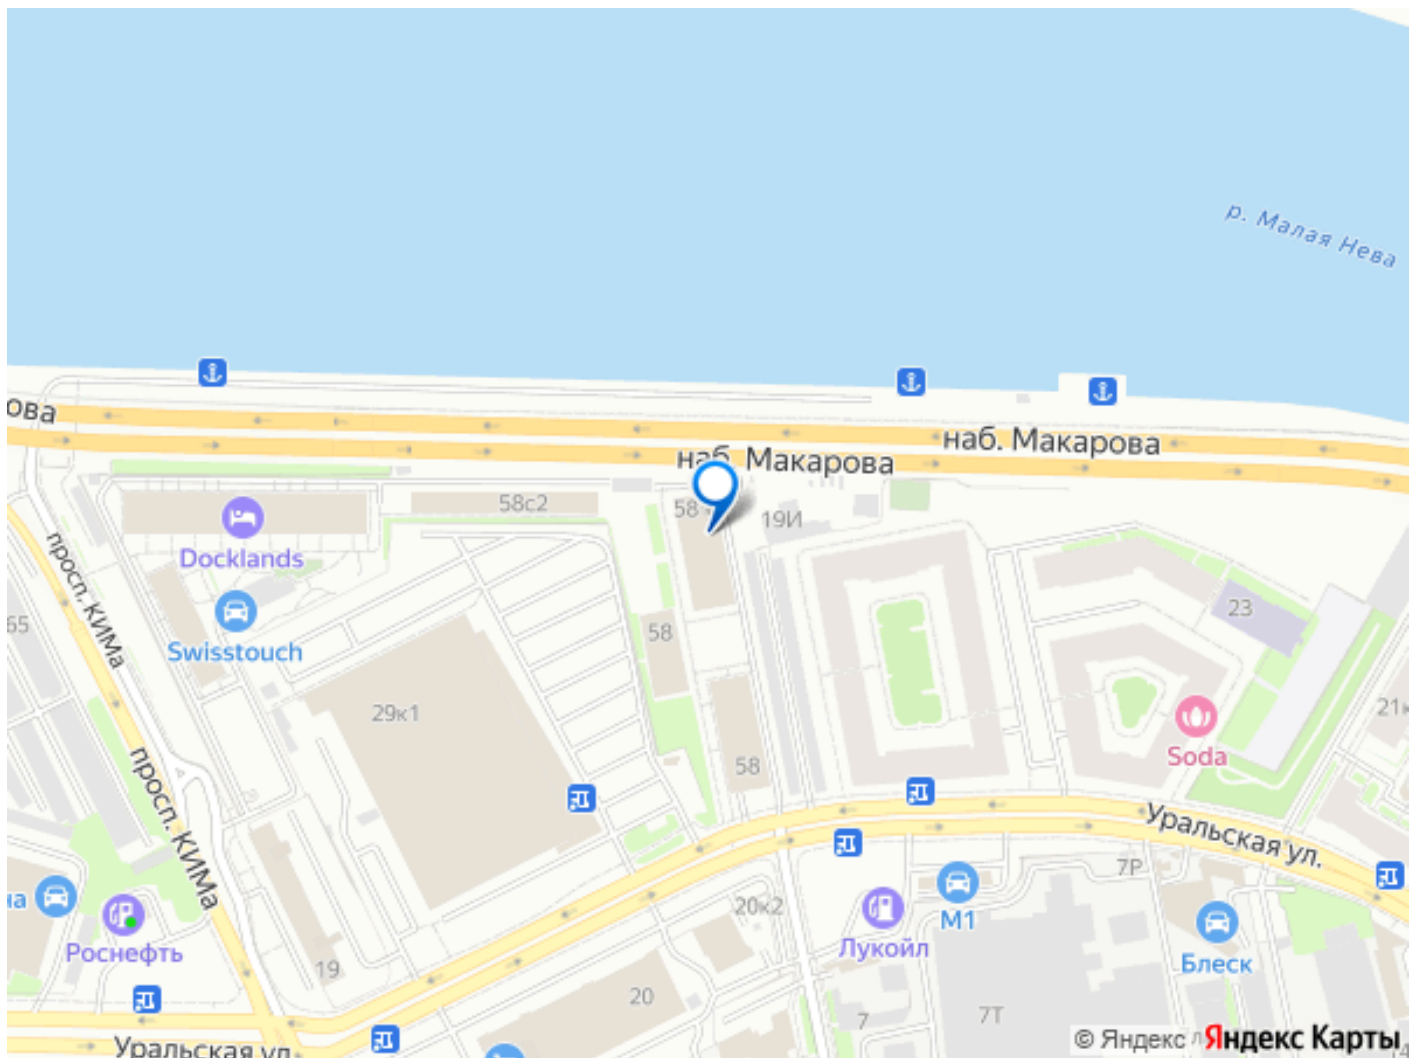 р. Малая Нева
ова
наб. Макарова
наб. Макарова
58с2
58
19И
Docklands
просп. КИМа
23
65
58
Swisstouch
29к1
Soda
21к
58
просп. КИМа
Уральская ул.
7Р
на
М1
20к2
Роснефть
Лукойл
Блеск
19
20
7
7Т
Уральская ул.
© Яндекс
Яндекс Карты